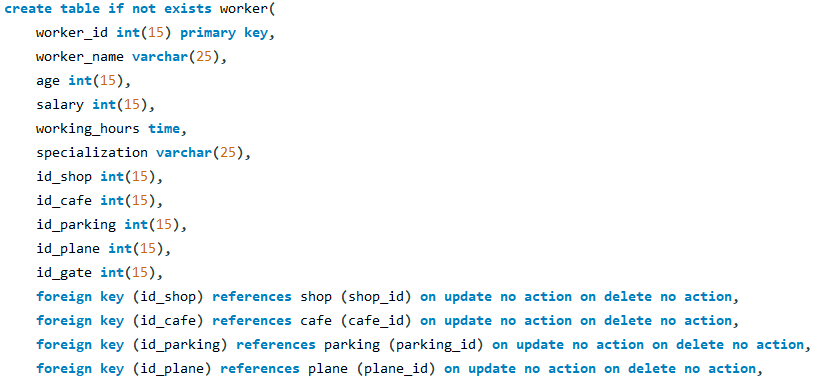 create table if not exists worker(
worker_id int(15) primary key,
worker_name varchar(25),
age int(15),
salary int(15),
working_hours time,
specialization varchar(25),
id_shop int(15),
id_cafe int(15),
id_parking int(15),
id_plane int(15),
id_gate int(15),
foreign key (id_shop) references shop (shop_id) on update no action on delete no action,
foreign key (id_cafe) references cafe (cafe_id) on update no action on delete no action,
foreign key (id_parking) references parking (parking_id) on update no action on delete no action,
foreign key (id_plane) references plane (plane_id) on update no action on delete no action,